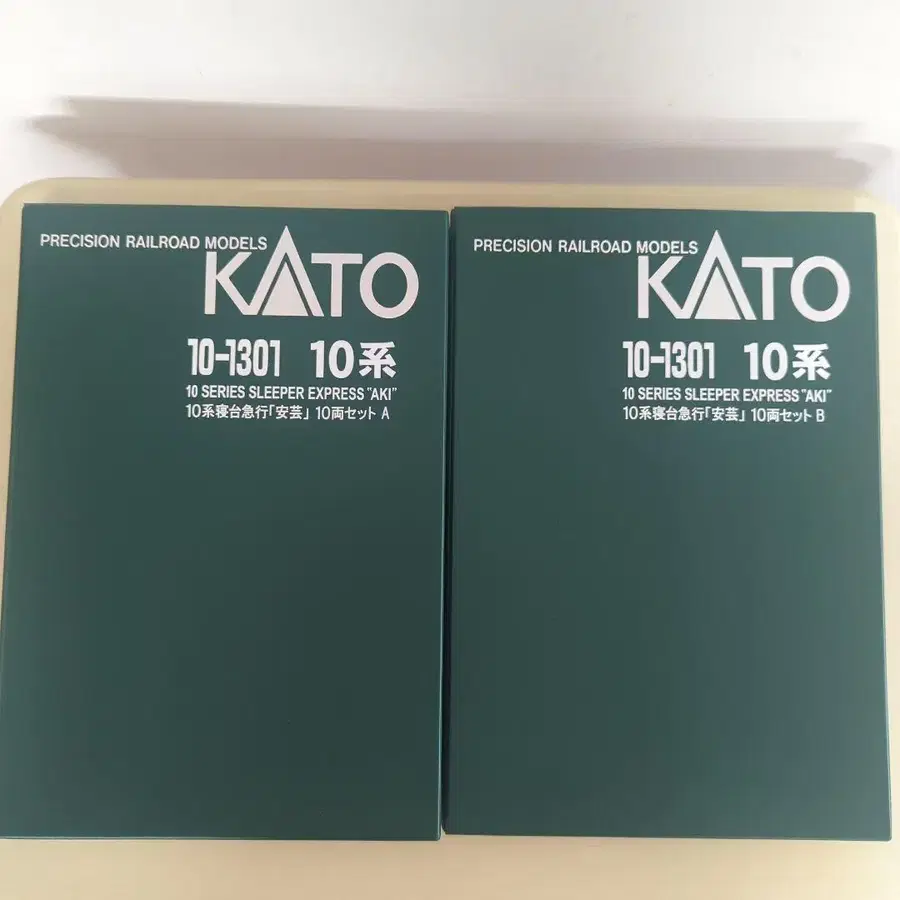 PRECISION RAILROAD MODELS
KATO
10-1301 10系
10 SERIES SLEEPER EXPRESS "AKI"
10系寝台急行「安芸」 10両セット A
PRECISION RAILROAD MODELS
KATO
10-1301 10系
10 SERIES SLEEPER EXPRESS "AKI"
10系寝台急行「安芸」 10両セット B